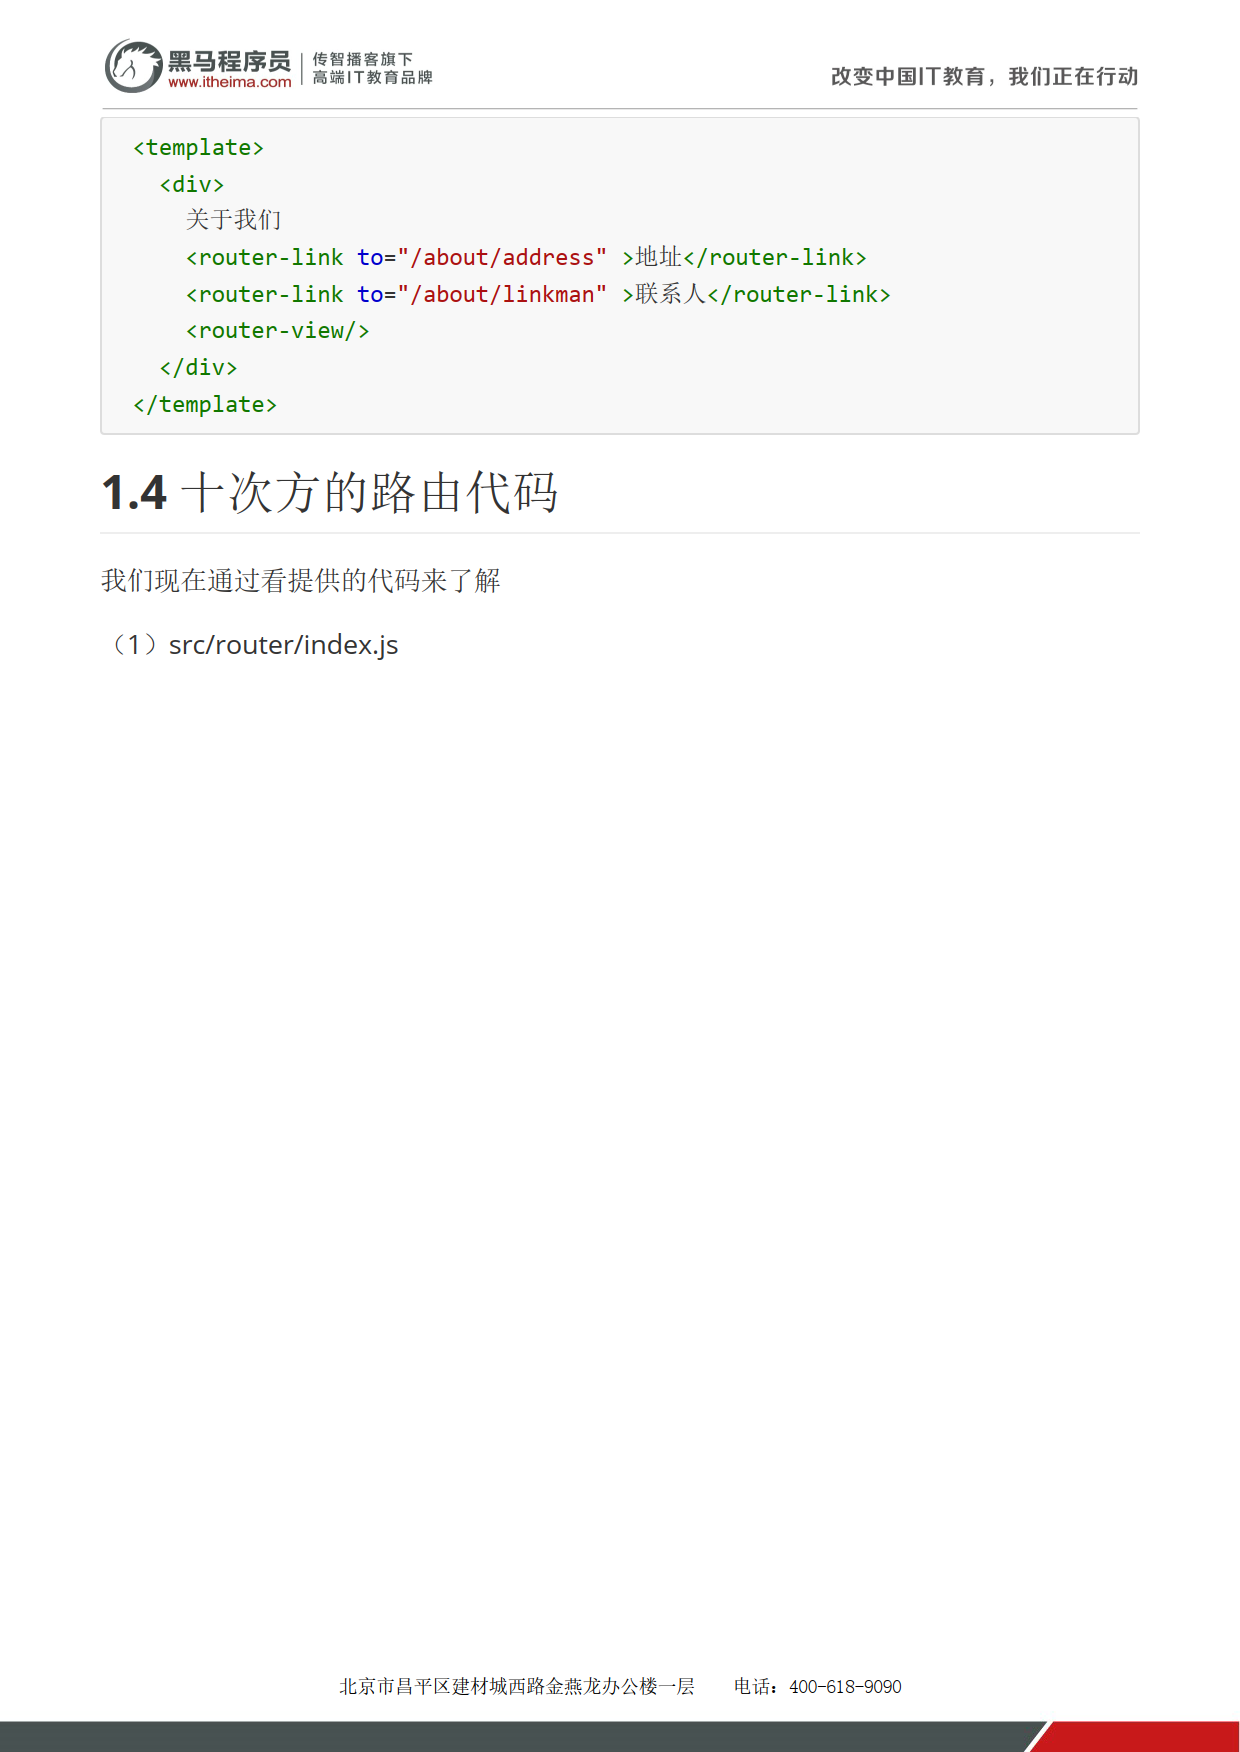 黑马程序员
www.itheima.com
传智播客旗下
高端IT教育品牌
改变中国IT教育，我们正在行动
<template>
  <div>
    关于我们
    <router-link to="/about/address" >地址</router-link>
    <router-link to="/about/linkman" >联系人</router-link>
    <router-view/>
  </div>
</template>
1.4 十次方的路由代码
我们现在通过看提供的代码来了解
（1）src/router/index.js
北京市昌平区建材城西路金燕龙办公楼一层 电话：400-618-9090